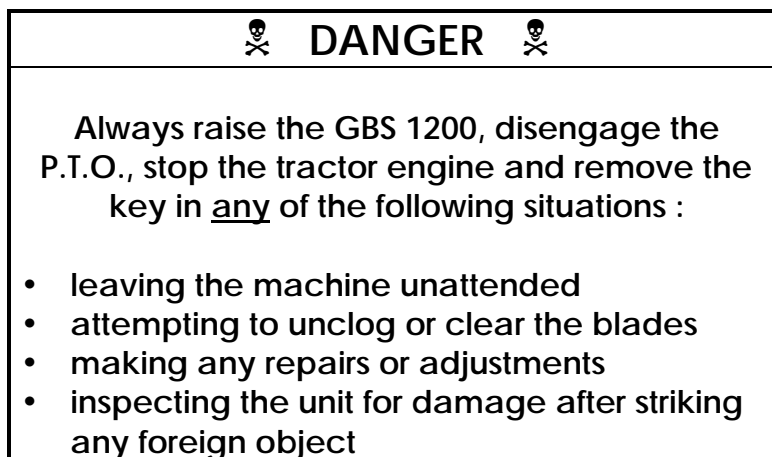 ☠ DANGER ☠
Always raise the GBS 1200, disengage the
P.T.O., stop the tractor engine and remove the
key in any of the following situations :
• leaving the machine unattended
• attempting to unclog or clear the blades
• making any repairs or adjustments
• inspecting the unit for damage after striking
any foreign object